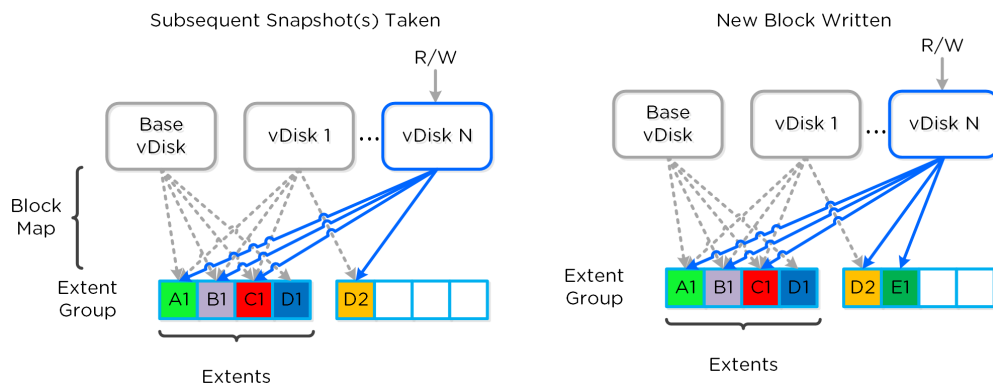 Subsequent Snapshot(s) Taken
R/W
Base
vDisk
vDisk 1
...
vDisk N
Block
Map
Extent
Group
A1
B1
C1
D1
D2
Extents
New Block Written
R/W
Base
vDisk
vDisk 1
...
vDisk N
Extent
Group
A1
B1
C1
D1
D2
E1
Extents